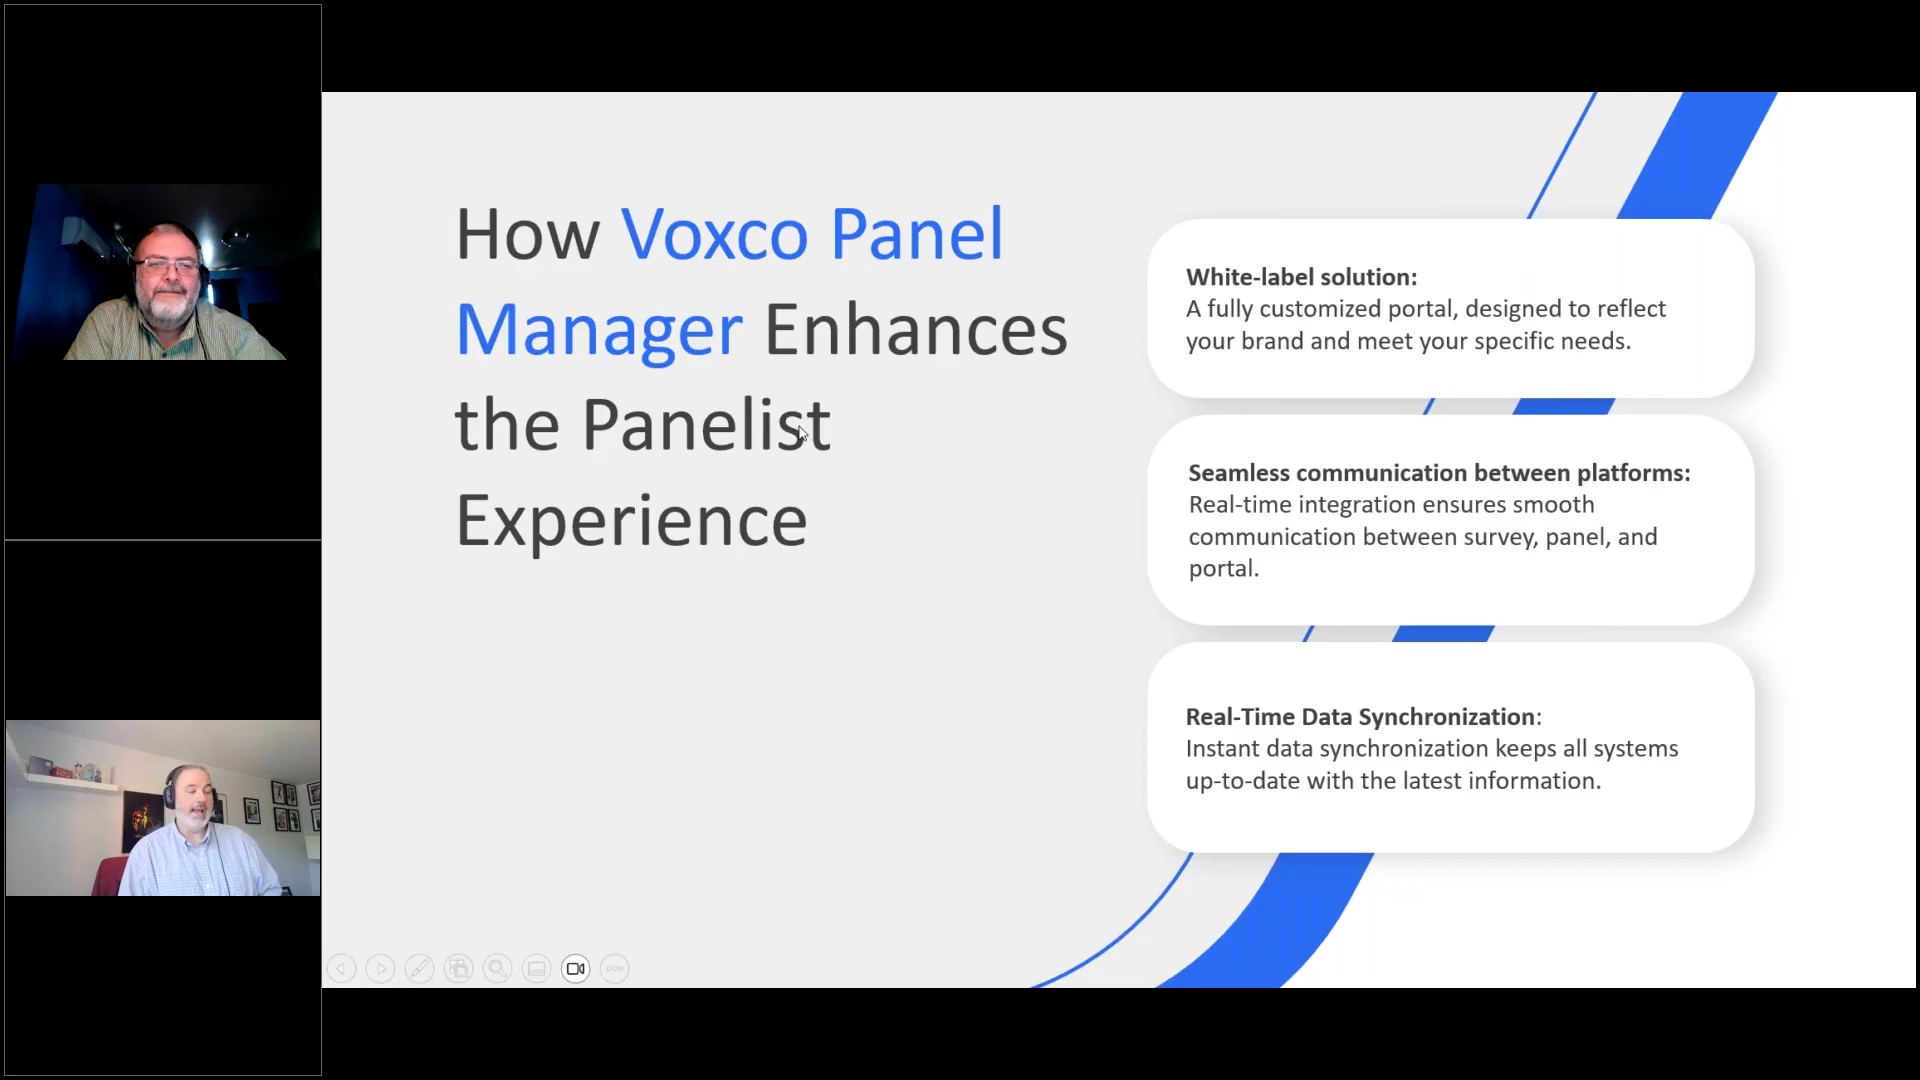 How Voxco Panel
Manager Enhances
the Panelist
Experience
White-label solution:
A fully customized portal, designed to reflect
your brand and meet your specific needs.
Seamless communication between platforms:
Real-time integration ensures smooth
communication between survey, panel, and
portal.
Real-Time Data Synchronization:
Instant data synchronization keeps all systems
up-to-date with the latest information.